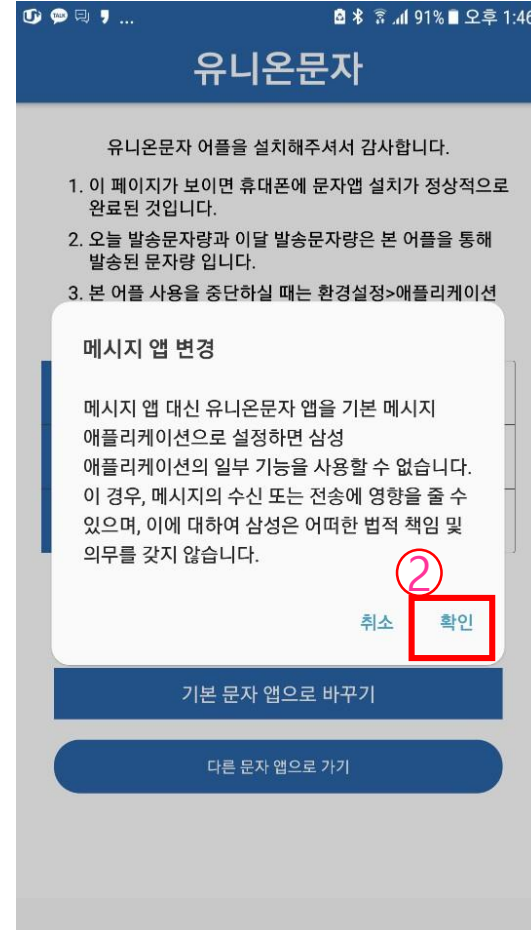 TALK ... 91% 오후 1:46
유니온문자
유니온문자 어플을 설치해주셔서 감사합니다.
1. 이 페이지가 보이면 휴대폰에 문자앱 설치가 정상적으로
완료된 것입니다.
2. 오늘 발송문자량과 이달 발송문자량은 본 어플을 통해
발송된 문자량 입니다.
3. 본 어플 사용을 중단하실 때는 환경설정>애플리케이션
메시지 앱 변경
메시지 앱 대신 유니온문자 앱을 기본 메시지
애플리케이션으로 설정하면 삼성
애플리케이션의 일부 기능을 사용할 수 없습니다.
이 경우, 메시지의 수신 또는 전송에 영향을 줄 수
있으며, 이에 대하여 삼성은 어떠한 법적 책임 및
의무를 갖지 않습니다.
②
취소 확인
기본 문자 앱으로 바꾸기
다른 문자 앱으로 가기